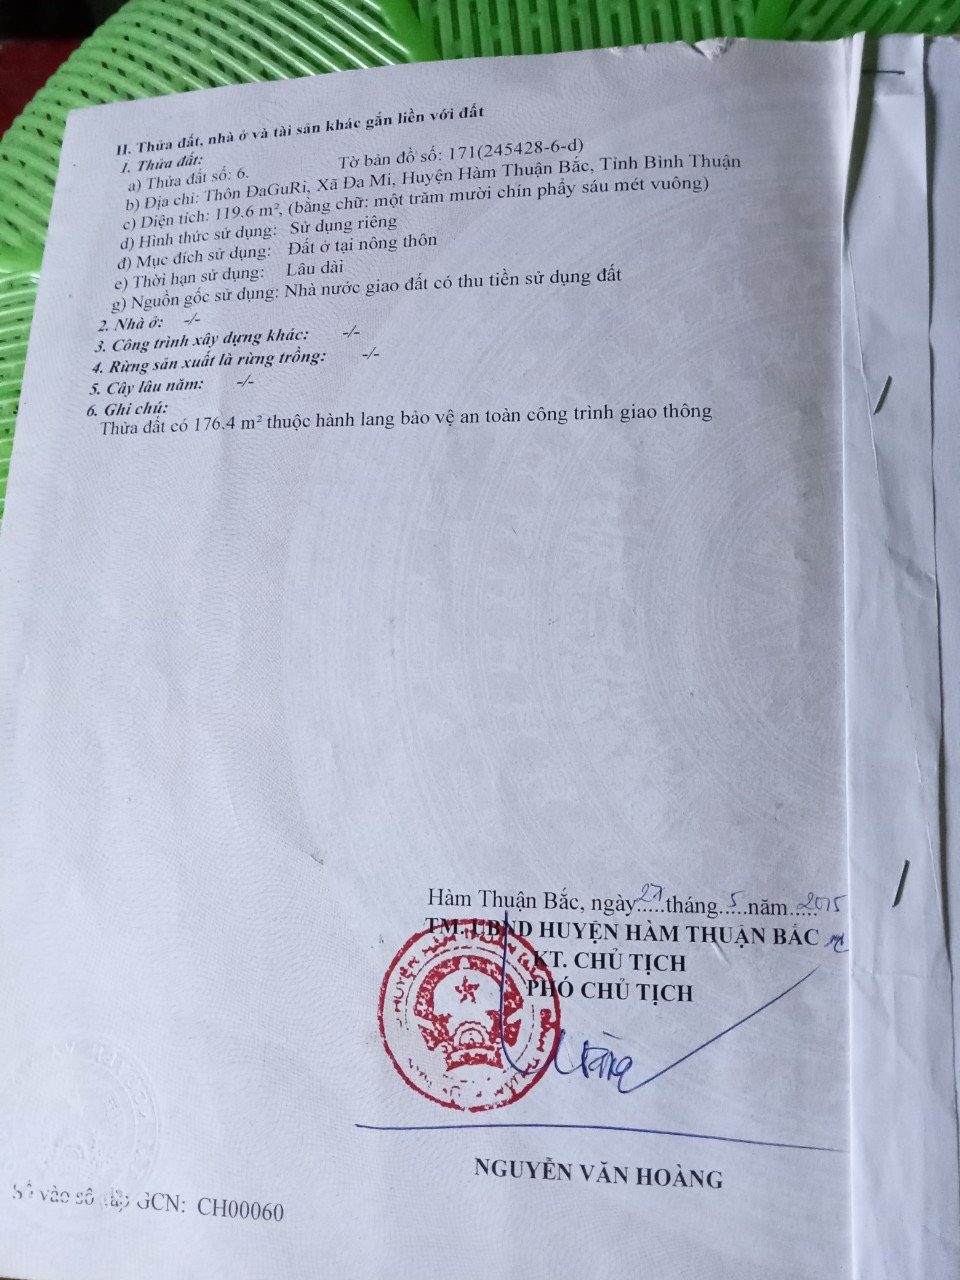 II. Thửa đất, nhà ở và tài sản khác gắn liền với đất
1. Thửa đất:
a) Thửa đất số: 6. Tờ bản đồ số: 171(245428-6-d)
b) Địa chỉ: Thôn ĐaGuRi, Xã Đa Mi, Huyện Hàm Thuận Bắc, Tỉnh Bình Thuận
c) Diện tích: 119.6 m², (bằng chữ: một trăm mười chín phẩy sáu mét vuông)
d) Hình thức sử dụng: Sử dụng riêng
đ) Mục đích sử dụng: Đất ở tại nông thôn
e) Thời hạn sử dụng: Lâu dài
g) Nguồn gốc sử dụng: Nhà nước giao đất có thu tiền sử dụng đất
2. Nhà ở: -/-
3. Công trình xây dựng khác: -/-
4. Rừng sản xuất là rừng trồng: -/-
5. Cây lâu năm: -/-
6. Ghi chú:
Thửa đất có 176.4 m² thuộc hành lang bảo vệ an toàn công trình giao thông
Hàm Thuận Bắc, ngày 27 tháng 5 năm 2015
TM. UBND HUYỆN HÀM THUẬN BẮC
KT. CHỦ TỊCH
PHÓ CHỦ TỊCH
NGUYỄN VĂN HOÀNG
Số vào sổ cấp GCN: CH00060